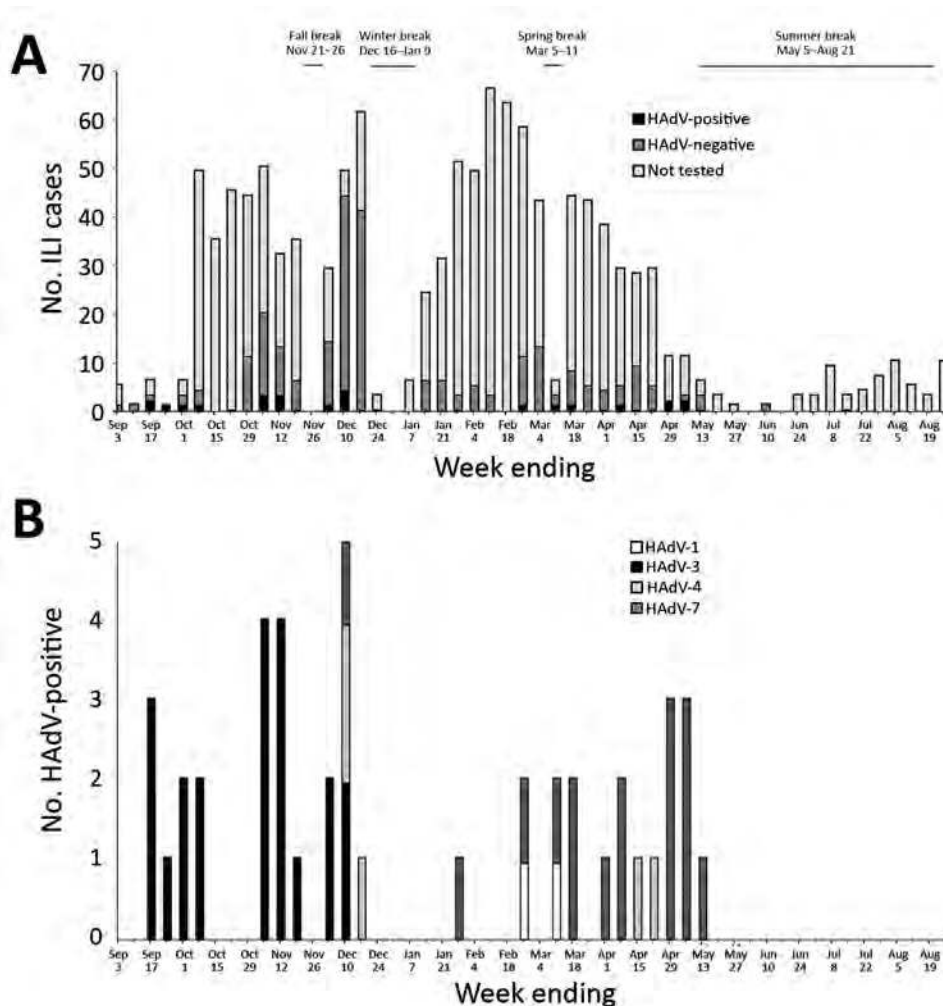 A
Fall break
Nov 21–26
Winter break
Dec 16–Jan 9
Spring break
Mar 5–11
Summer break
May 5–Aug 21
70
60
50
40
30
20
10
0
No. ILI cases
HAdV-positive
HAdV-negative
Not tested
Sep Sep Oct Oct Oct Nov Nov Dec Dec Jan Jan Feb Feb Mar Mar Apr Apr Apr May May Jun Jun Jul Jul Aug Aug
3 17 1 15 29 12 26 10 24 7 21 4 18 4 18 1 15 29 13 27 10 24 8 22 5 19
Week ending
B
5
4
3
2
1
0
No. HAdV-positive
HAdV-1
HAdV-3
HAdV-4
HAdV-7
Sep Sep Oct Oct Oct Nov Nov Dec Dec Jan Jan Feb Feb Mar Mar Apr Apr Apr May May Jun Jun Jul Jul Aug Aug
3 17 1 15 29 12 26 10 24 7 21 4 18 4 18 1 15 29 13 27 10 24 8 22 5 19
Week ending